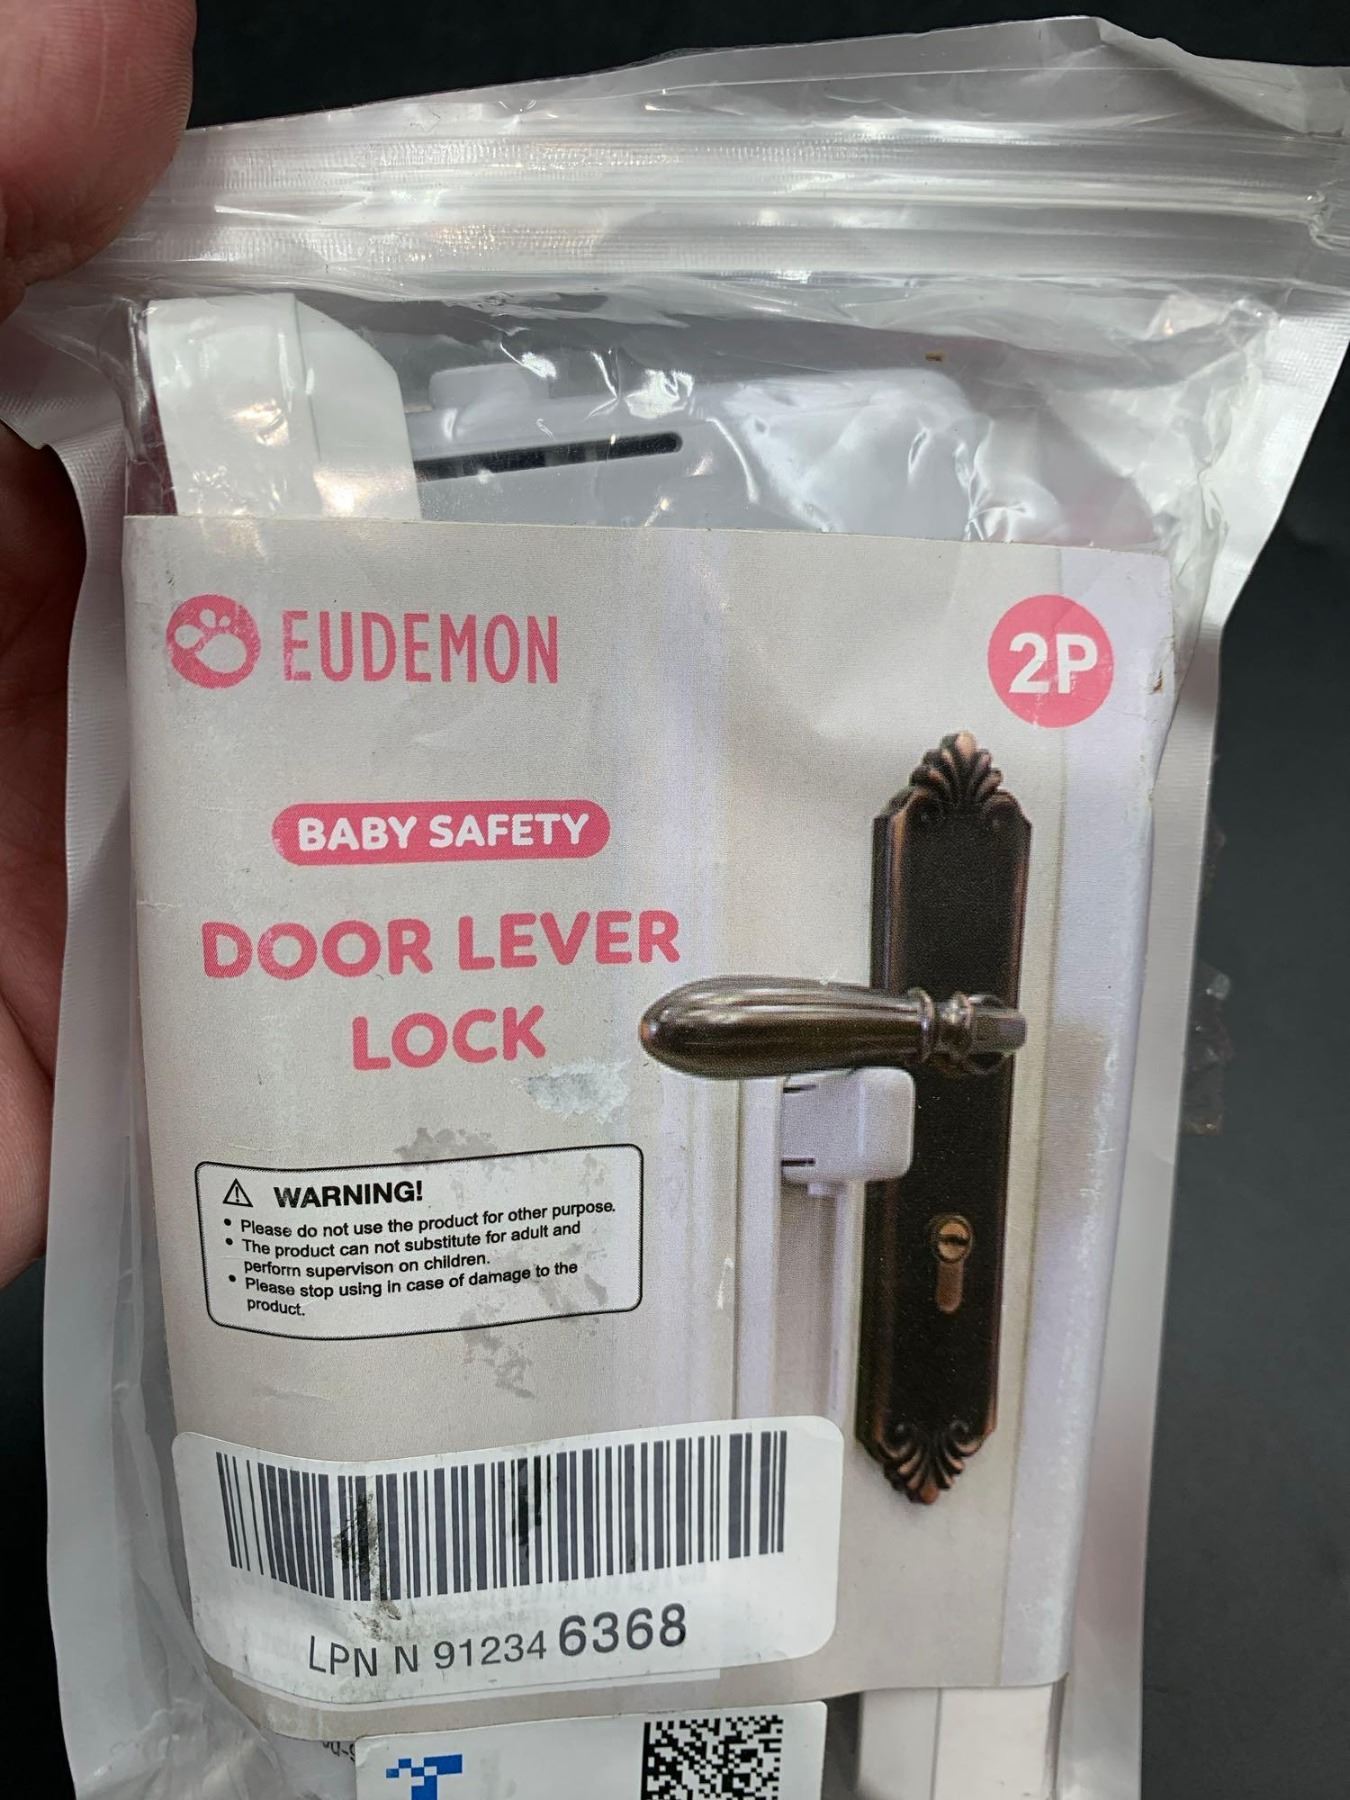 EUDEMON
2P
BABY SAFETY
DOOR LEVER
LOCK
WARNING!
• Please do not use the product for other purpose.
• The product can not substitute for adult and
perform supervison on children.
• Please stop using in case of damage to the
product.
LPN N 91234 6368